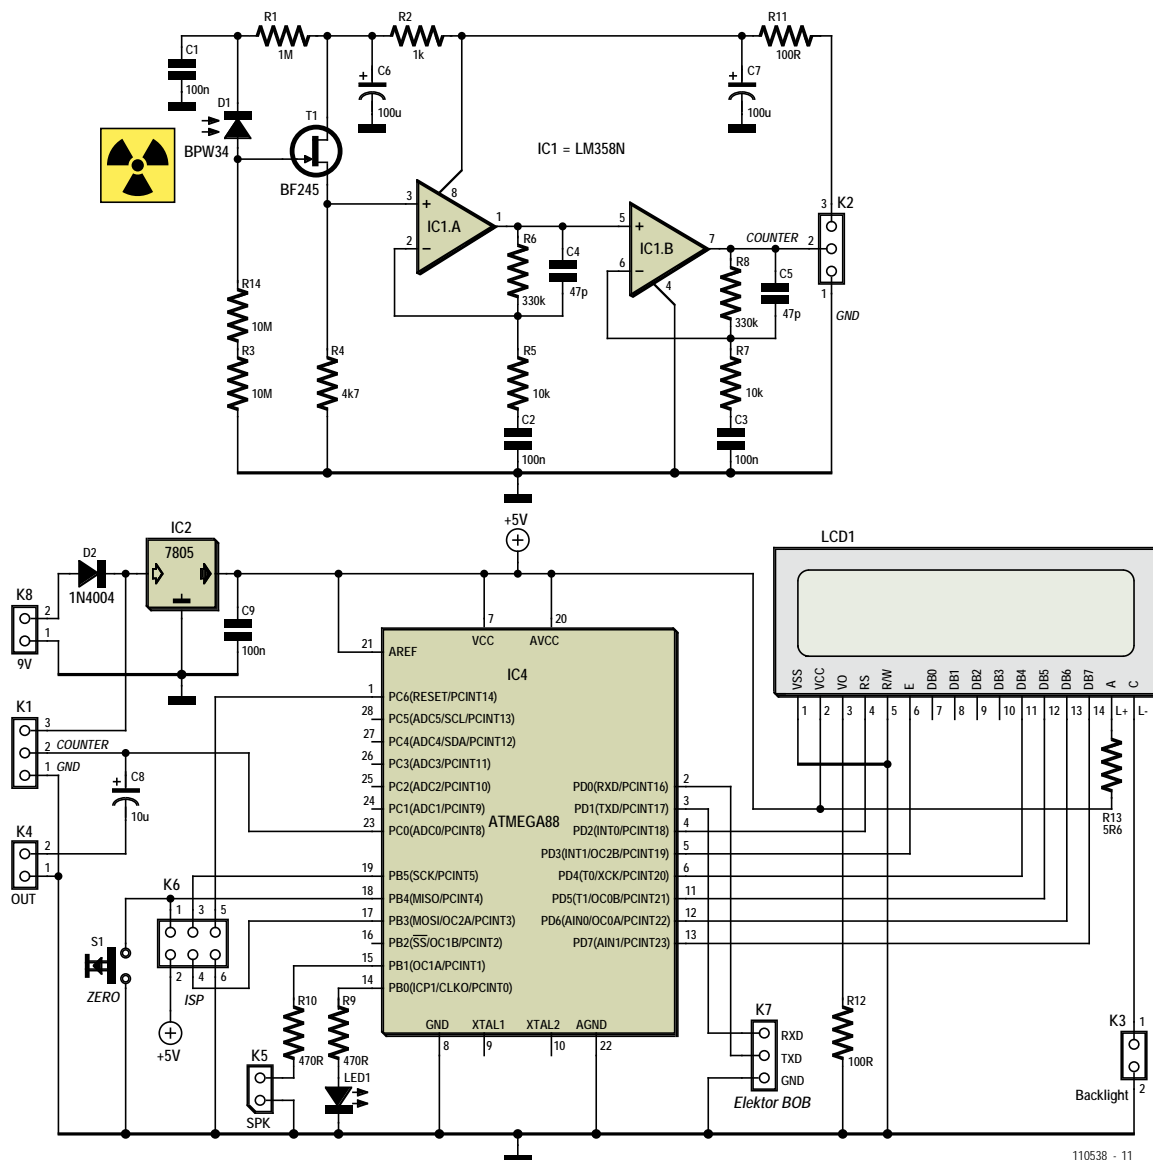 R1
1M
R2
1k
R11
100R
C1
100n
C6
100u
C7
100u
D1
BPW34
T1
BF245
IC1 = LM358N
3
2
8
1
IC1.A
R6
330k
C4
47p
5
6
7
4
IC1.B
COUNTER
R8
330k
C5
47p
K2
3
2
1
GND
R14
10M
R3
10M
R4
4k7
R5
10k
C2
100n
R7
10k
C3
100n
+5V
IC2
7805
D2
1N4004
C9
100n
K8
2
1
9V
K1
3
2
1
COUNTER
GND
C8
10u
K4
2
1
OUT
K6
1 3 5
2 4 6
ISP
+5V
S1
ZERO
R10
470R
R9
470R
K5
SPK
LED1
IC4
ATMEGA88
7
VCC
20
AVCC
21
AREF
1
PC6(RESET/PCINT14)
28
PC5(ADC5/SCL/PCINT13)
27
PC4(ADC4/SDA/PCINT12)
26
PC3(ADC3/PCINT11)
25
PC2(ADC2/PCINT10)
24
PC1(ADC1/PCINT9)
23
PC0(ADC0/PCINT8)
19
PB5(SCK/PCINT5)
18
PB4(MISO/PCINT4)
17
PB3(MOSI/OC2A/PCINT3)
16
PB2(SS/OC1B/PCINT2)
15
PB1(OC1A/PCINT1)
14
PB0(ICP1/CLKO/PCINT0)
PD0(RXD/PCINT16)
2
PD1(TXD/PCINT17)
3
PD2(INT0/PCINT18)
4
PD3(INT1/OC2B/PCINT19)
5
PD4(T0/XCK/PCINT20)
6
PD5(T1/OC0B/PCINT21)
11
PD6(AIN0/OC0A/PCINT22)
12
PD7(AIN1/PCINT23)
13
GND
8
XTAL1
9
XTAL2
10
AGND
22
LCD1
VSS VCC VO RS R/W E DB0 DB1 DB2 DB3 DB4 DB5 DB6 DB7 A C
1 2 3 4 5 6 7 8 9 10 11 12 13 14 L+ L-
R13
5R6
R12
100R
K7
RXD
TXD
GND
Elektor BOB
K3
1
2
Backlight
110538 - 11